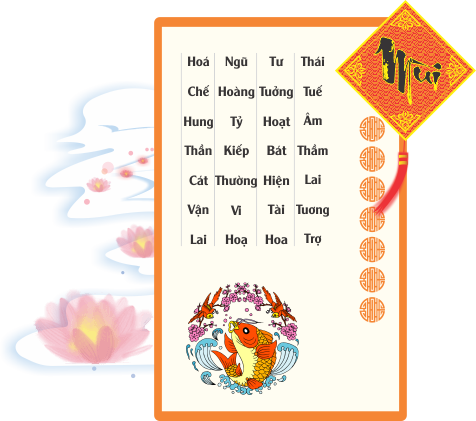 Mùi
Thái Tuế Âm Thầm Lai Tương Trợ
Tư Tưởng Hoạt Bát Hiện Tài Hoa
Ngũ Hoàng Tỷ Kiếp Thường Vi Hoạ
Hoá Chế Hung Thần Cát Vận Lai